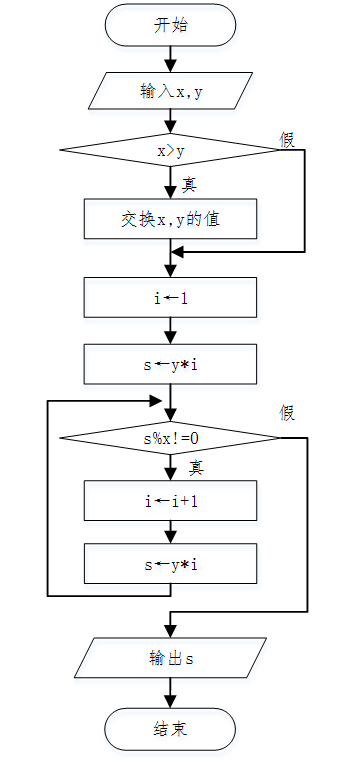 开始
输入x,y
x>y
假
真
交换x,y的值
i←1
s←y*i
s%x!=0
假
真
i←i+1
s←y*i
输出s
结束